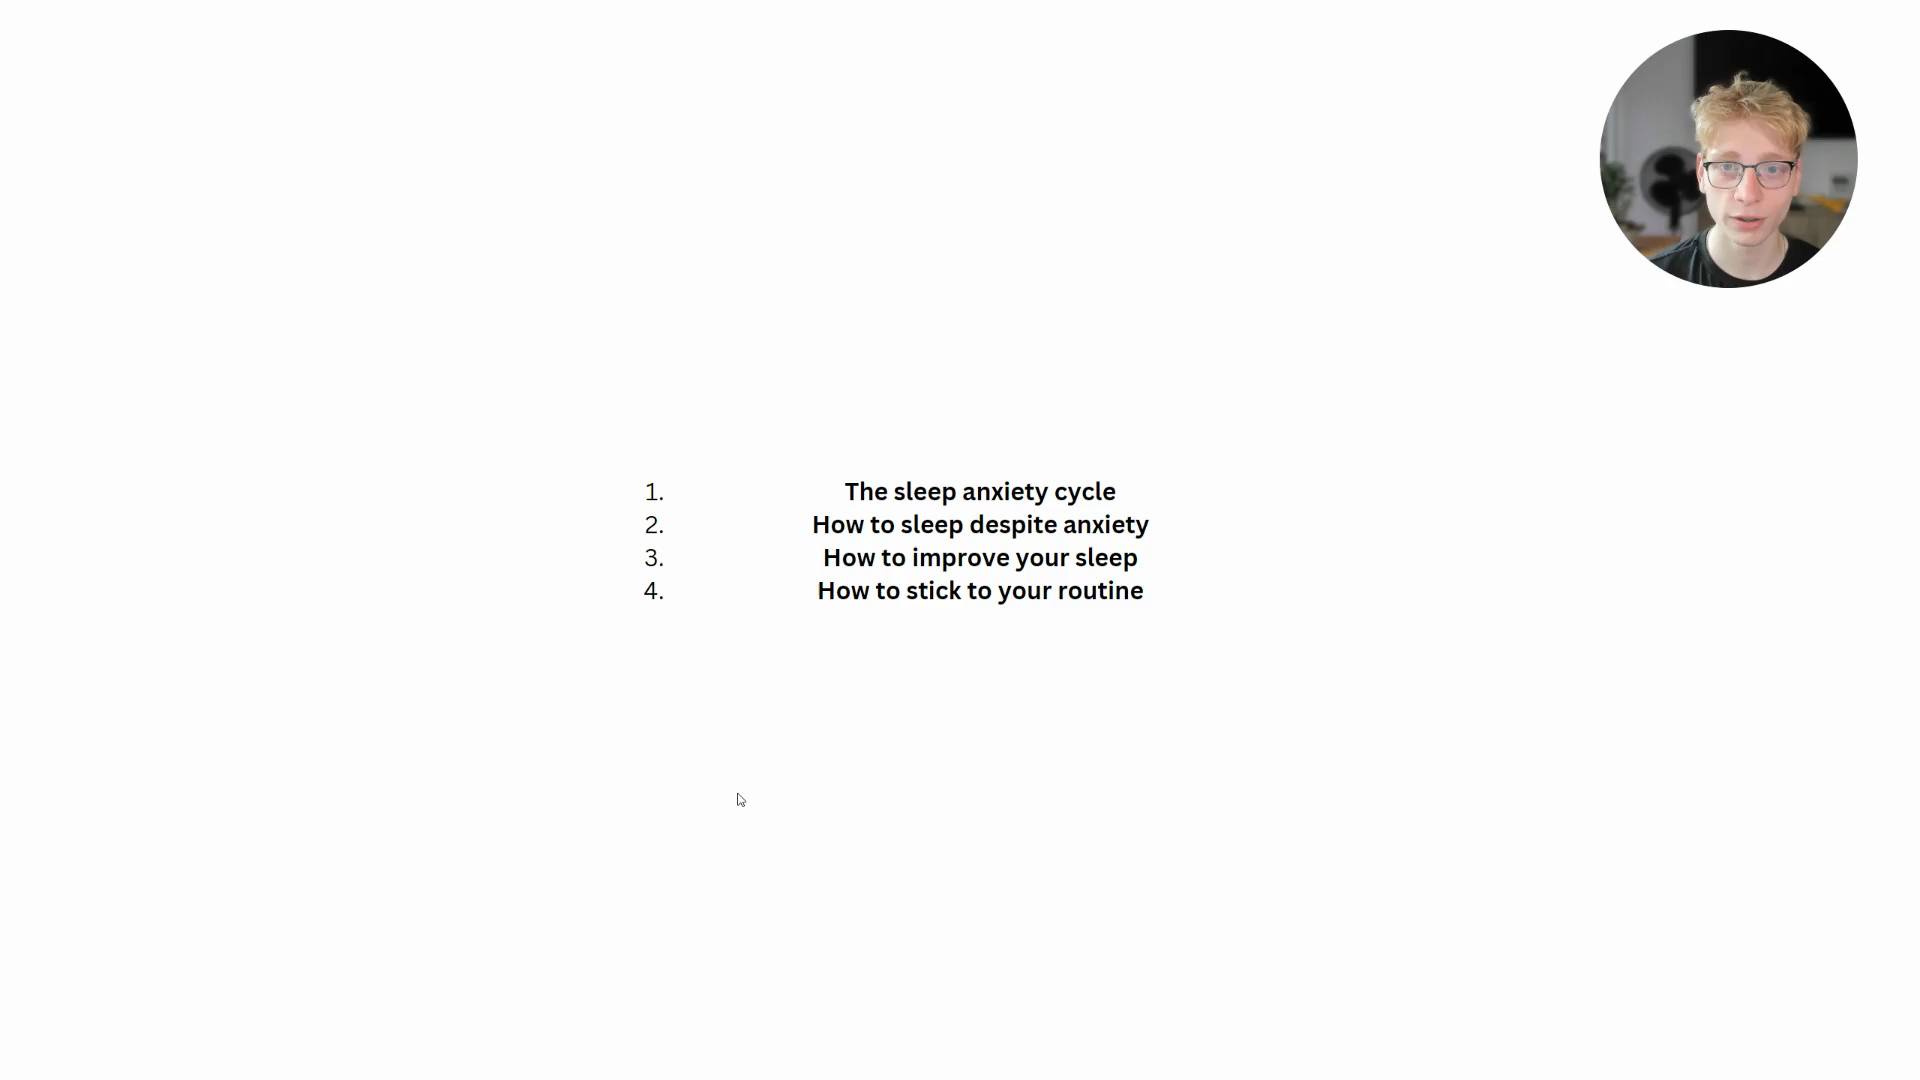 1. The sleep anxiety cycle
2. How to sleep despite anxiety
3. How to improve your sleep
4. How to stick to your routine